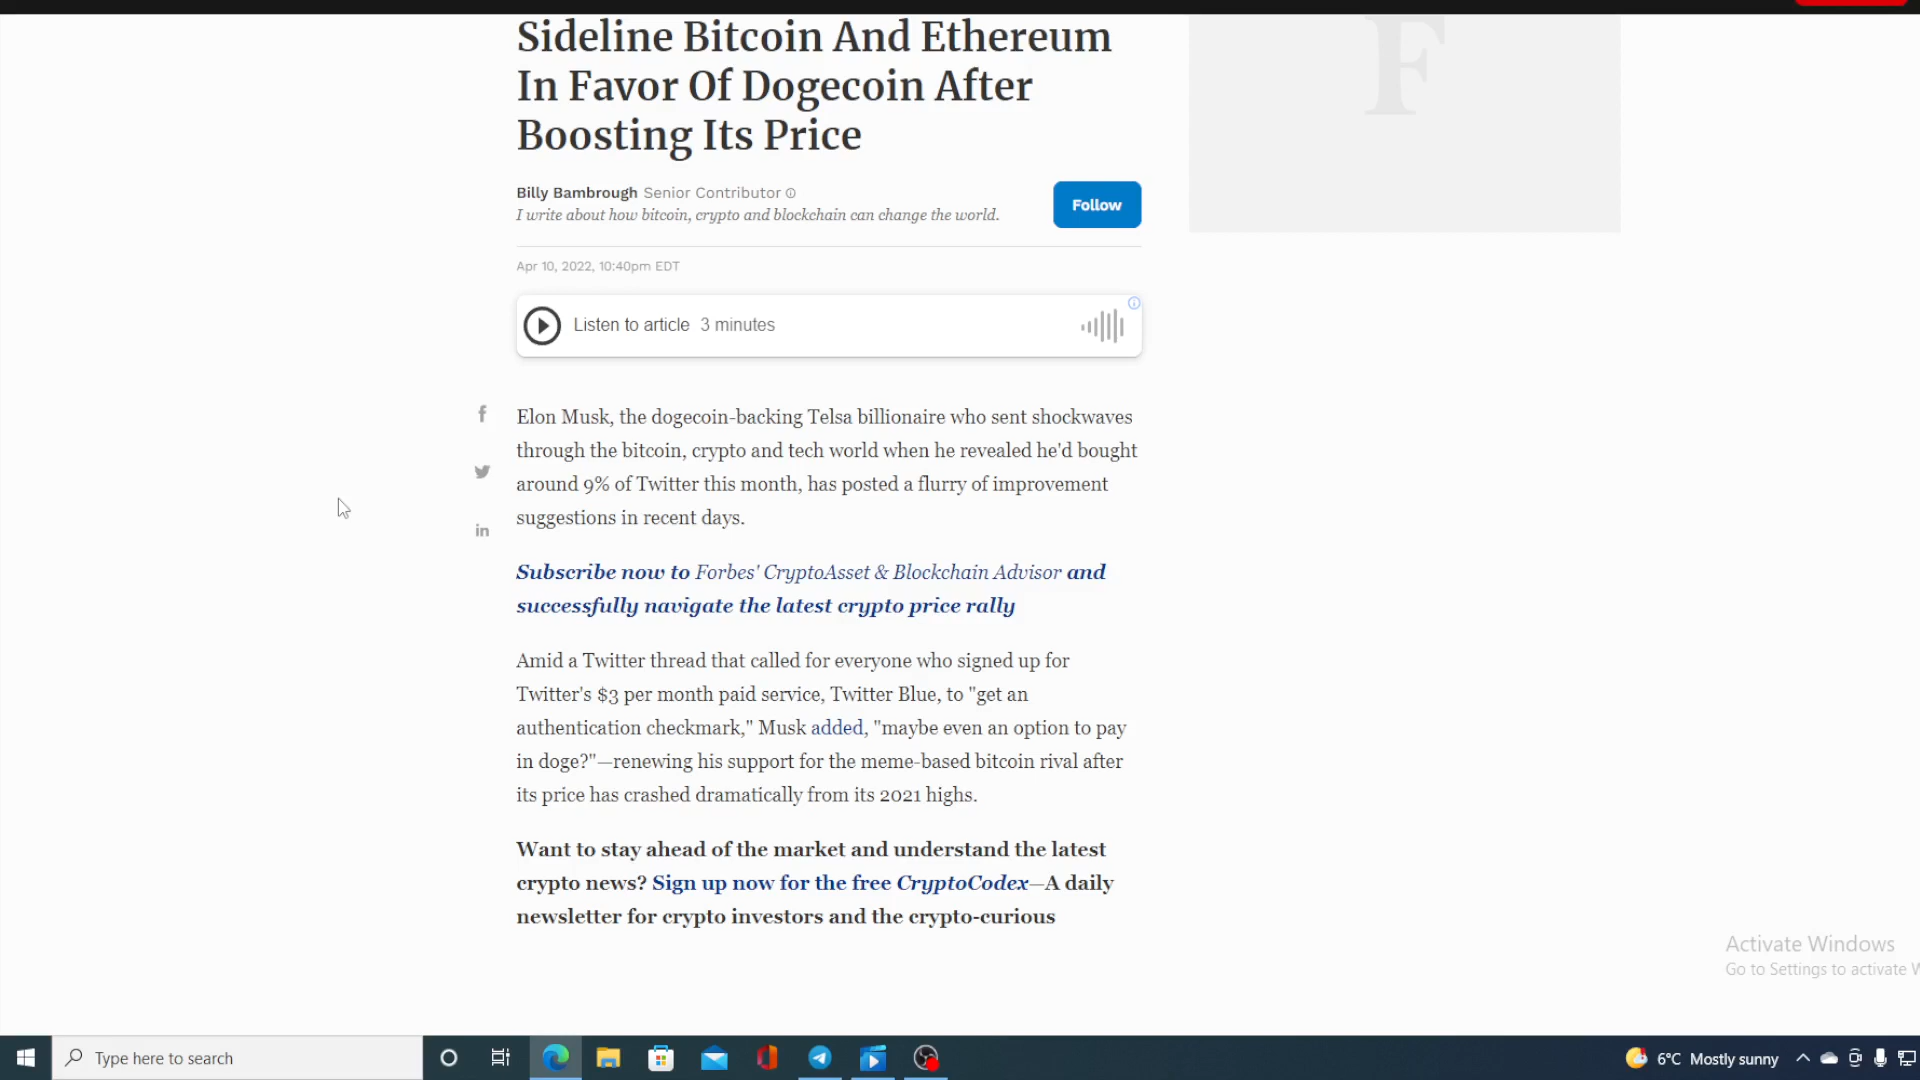 Sideline Bitcoin And Ethereum
In Favor Of Dogecoin After
Boosting Its Price
F
Billy Bambrough Senior Contributor
I write about how bitcoin, crypto and blockchain can change the world.
Follow
Apr 10, 2022, 10:40pm EDT
Listen to article 3 minutes
Elon Musk, the dogecoin-backing Telsa billionaire who sent shockwaves
through the bitcoin, crypto and tech world when he revealed he'd bought
around 9% of Twitter this month, has posted a flurry of improvement
suggestions in recent days.
Subscribe now to Forbes' CryptoAsset & Blockchain Advisor and
successfully navigate the latest crypto price rally
Amid a Twitter thread that called for everyone who signed up for
Twitter's $3 per month paid service, Twitter Blue, to "get an
authentication checkmark," Musk added, "maybe even an option to pay
in doge?"—renewing his support for the meme-based bitcoin rival after
its price has crashed dramatically from its 2021 highs.
Want to stay ahead of the market and understand the latest
crypto news? Sign up now for the free CryptoCodex—A daily
newsletter for crypto investors and the crypto-curious
Activate Windows
Go to Settings to activate W
Type here to search
6°C Mostly sunny